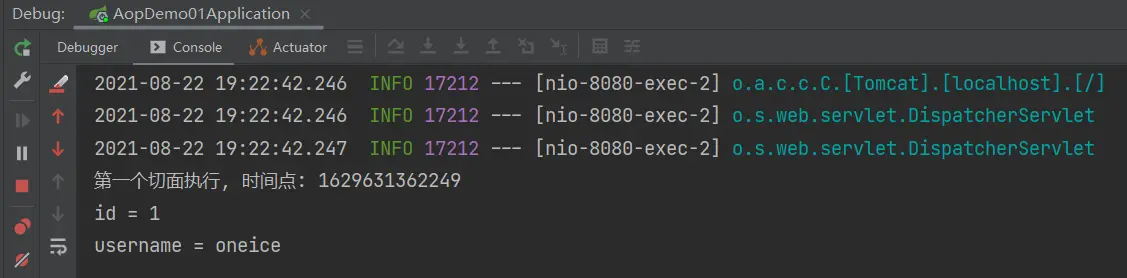 Debug: AopDemo01Application ×
Debugger Console Actuator
2021-08-22 19:22:42.246 INFO 17212 --- [nio-8080-exec-2] o.a.c.c.C.[Tomcat].[localhost].[/]
2021-08-22 19:22:42.246 INFO 17212 --- [nio-8080-exec-2] o.s.web.servlet.DispatcherServlet
2021-08-22 19:22:42.247 INFO 17212 --- [nio-8080-exec-2] o.s.web.servlet.DispatcherServlet
第一个切面执行, 时间点: 1629631362249
id = 1
username = oneice